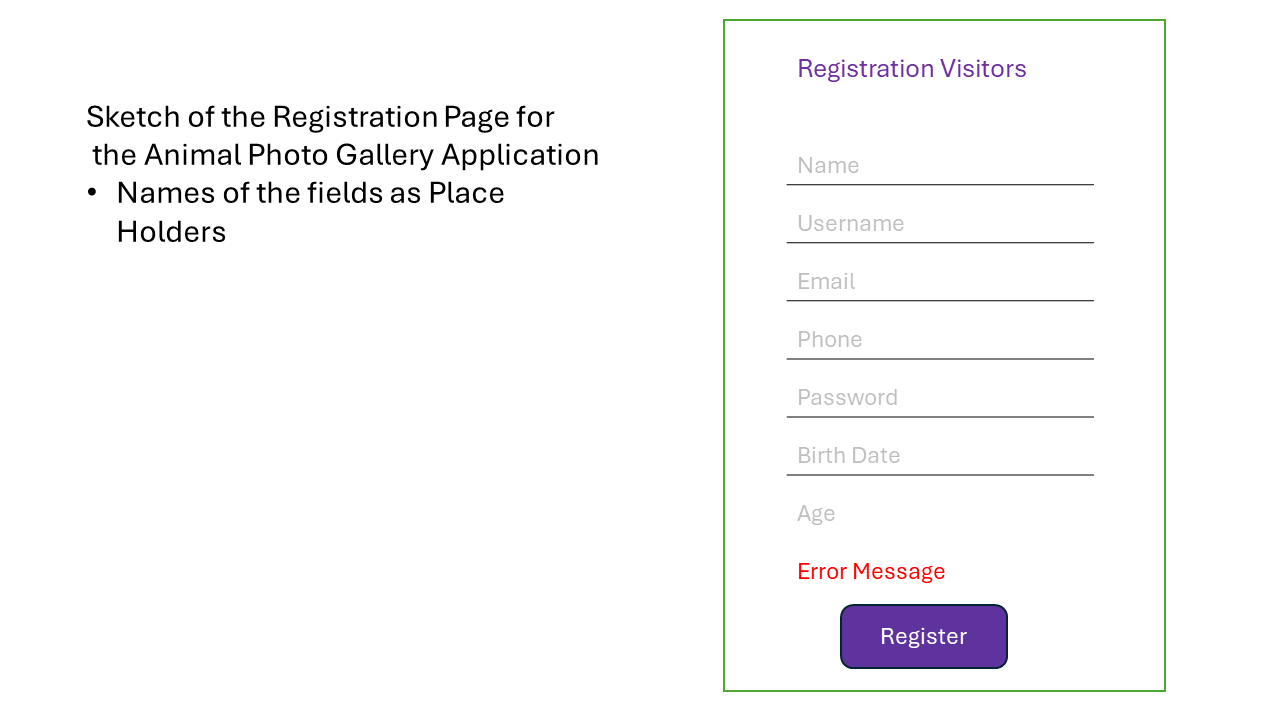 Sketch of the Registration Page for
the Animal Photo Gallery Application
• Names of the fields as Place
Holders
Registration Visitors
Name
Username
Email
Phone
Password
Birth Date
Age
Error Message
Register